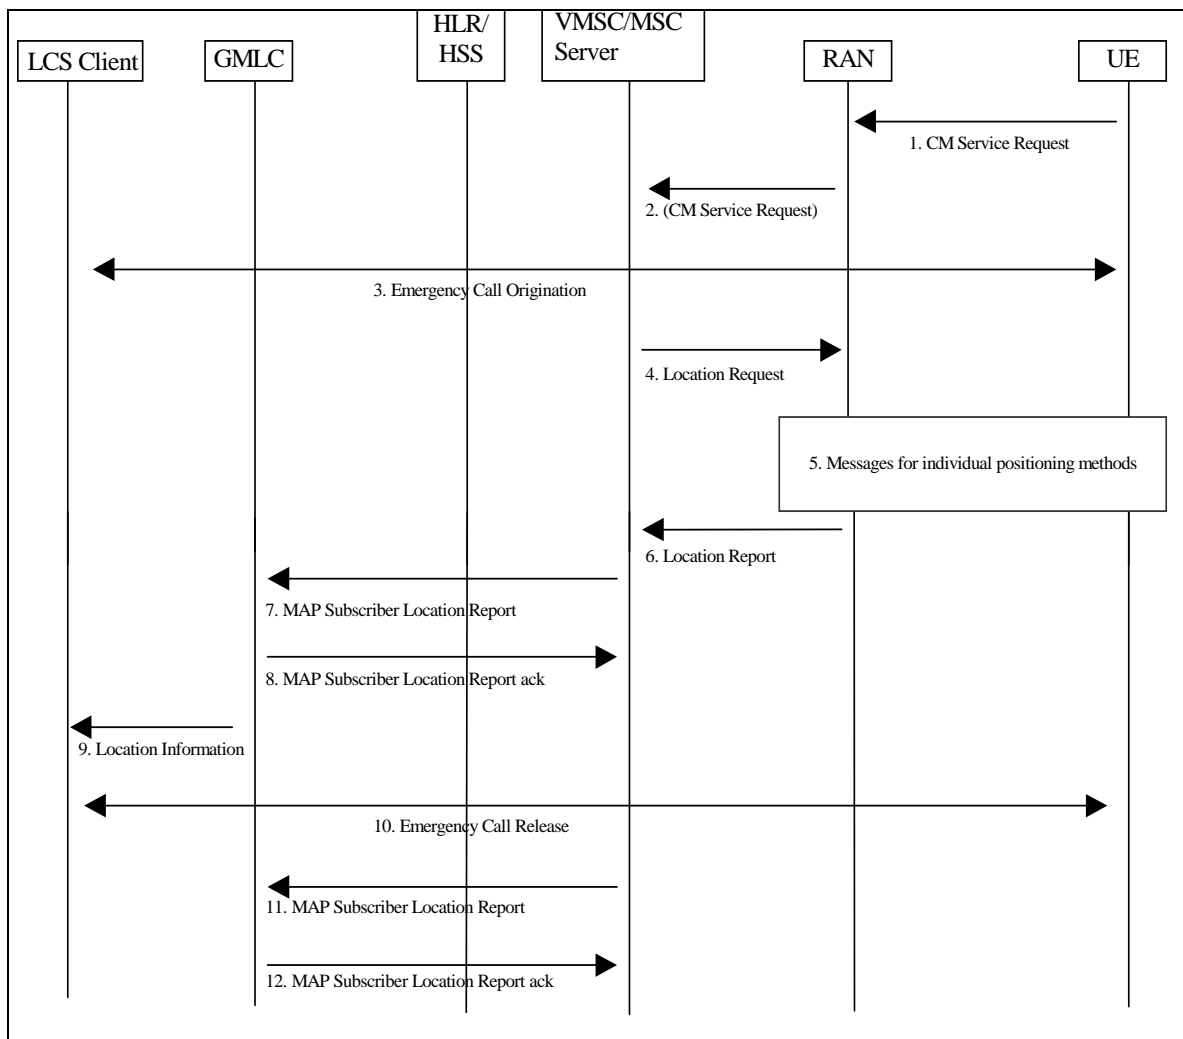 LCS Client
GMLC
HLR/
HSS
VMSC/MSC
Server
RAN
UE
1. CM Service Request
2. (CM Service Request)
3. Emergency Call Origination
4. Location Request
5. Messages for individual positioning methods
6. Location Report
7. MAP Subscriber Location Report
8. MAP Subscriber Location Report ack
9. Location Information
10. Emergency Call Release
11. MAP Subscriber Location Report
12. MAP Subscriber Location Report ack